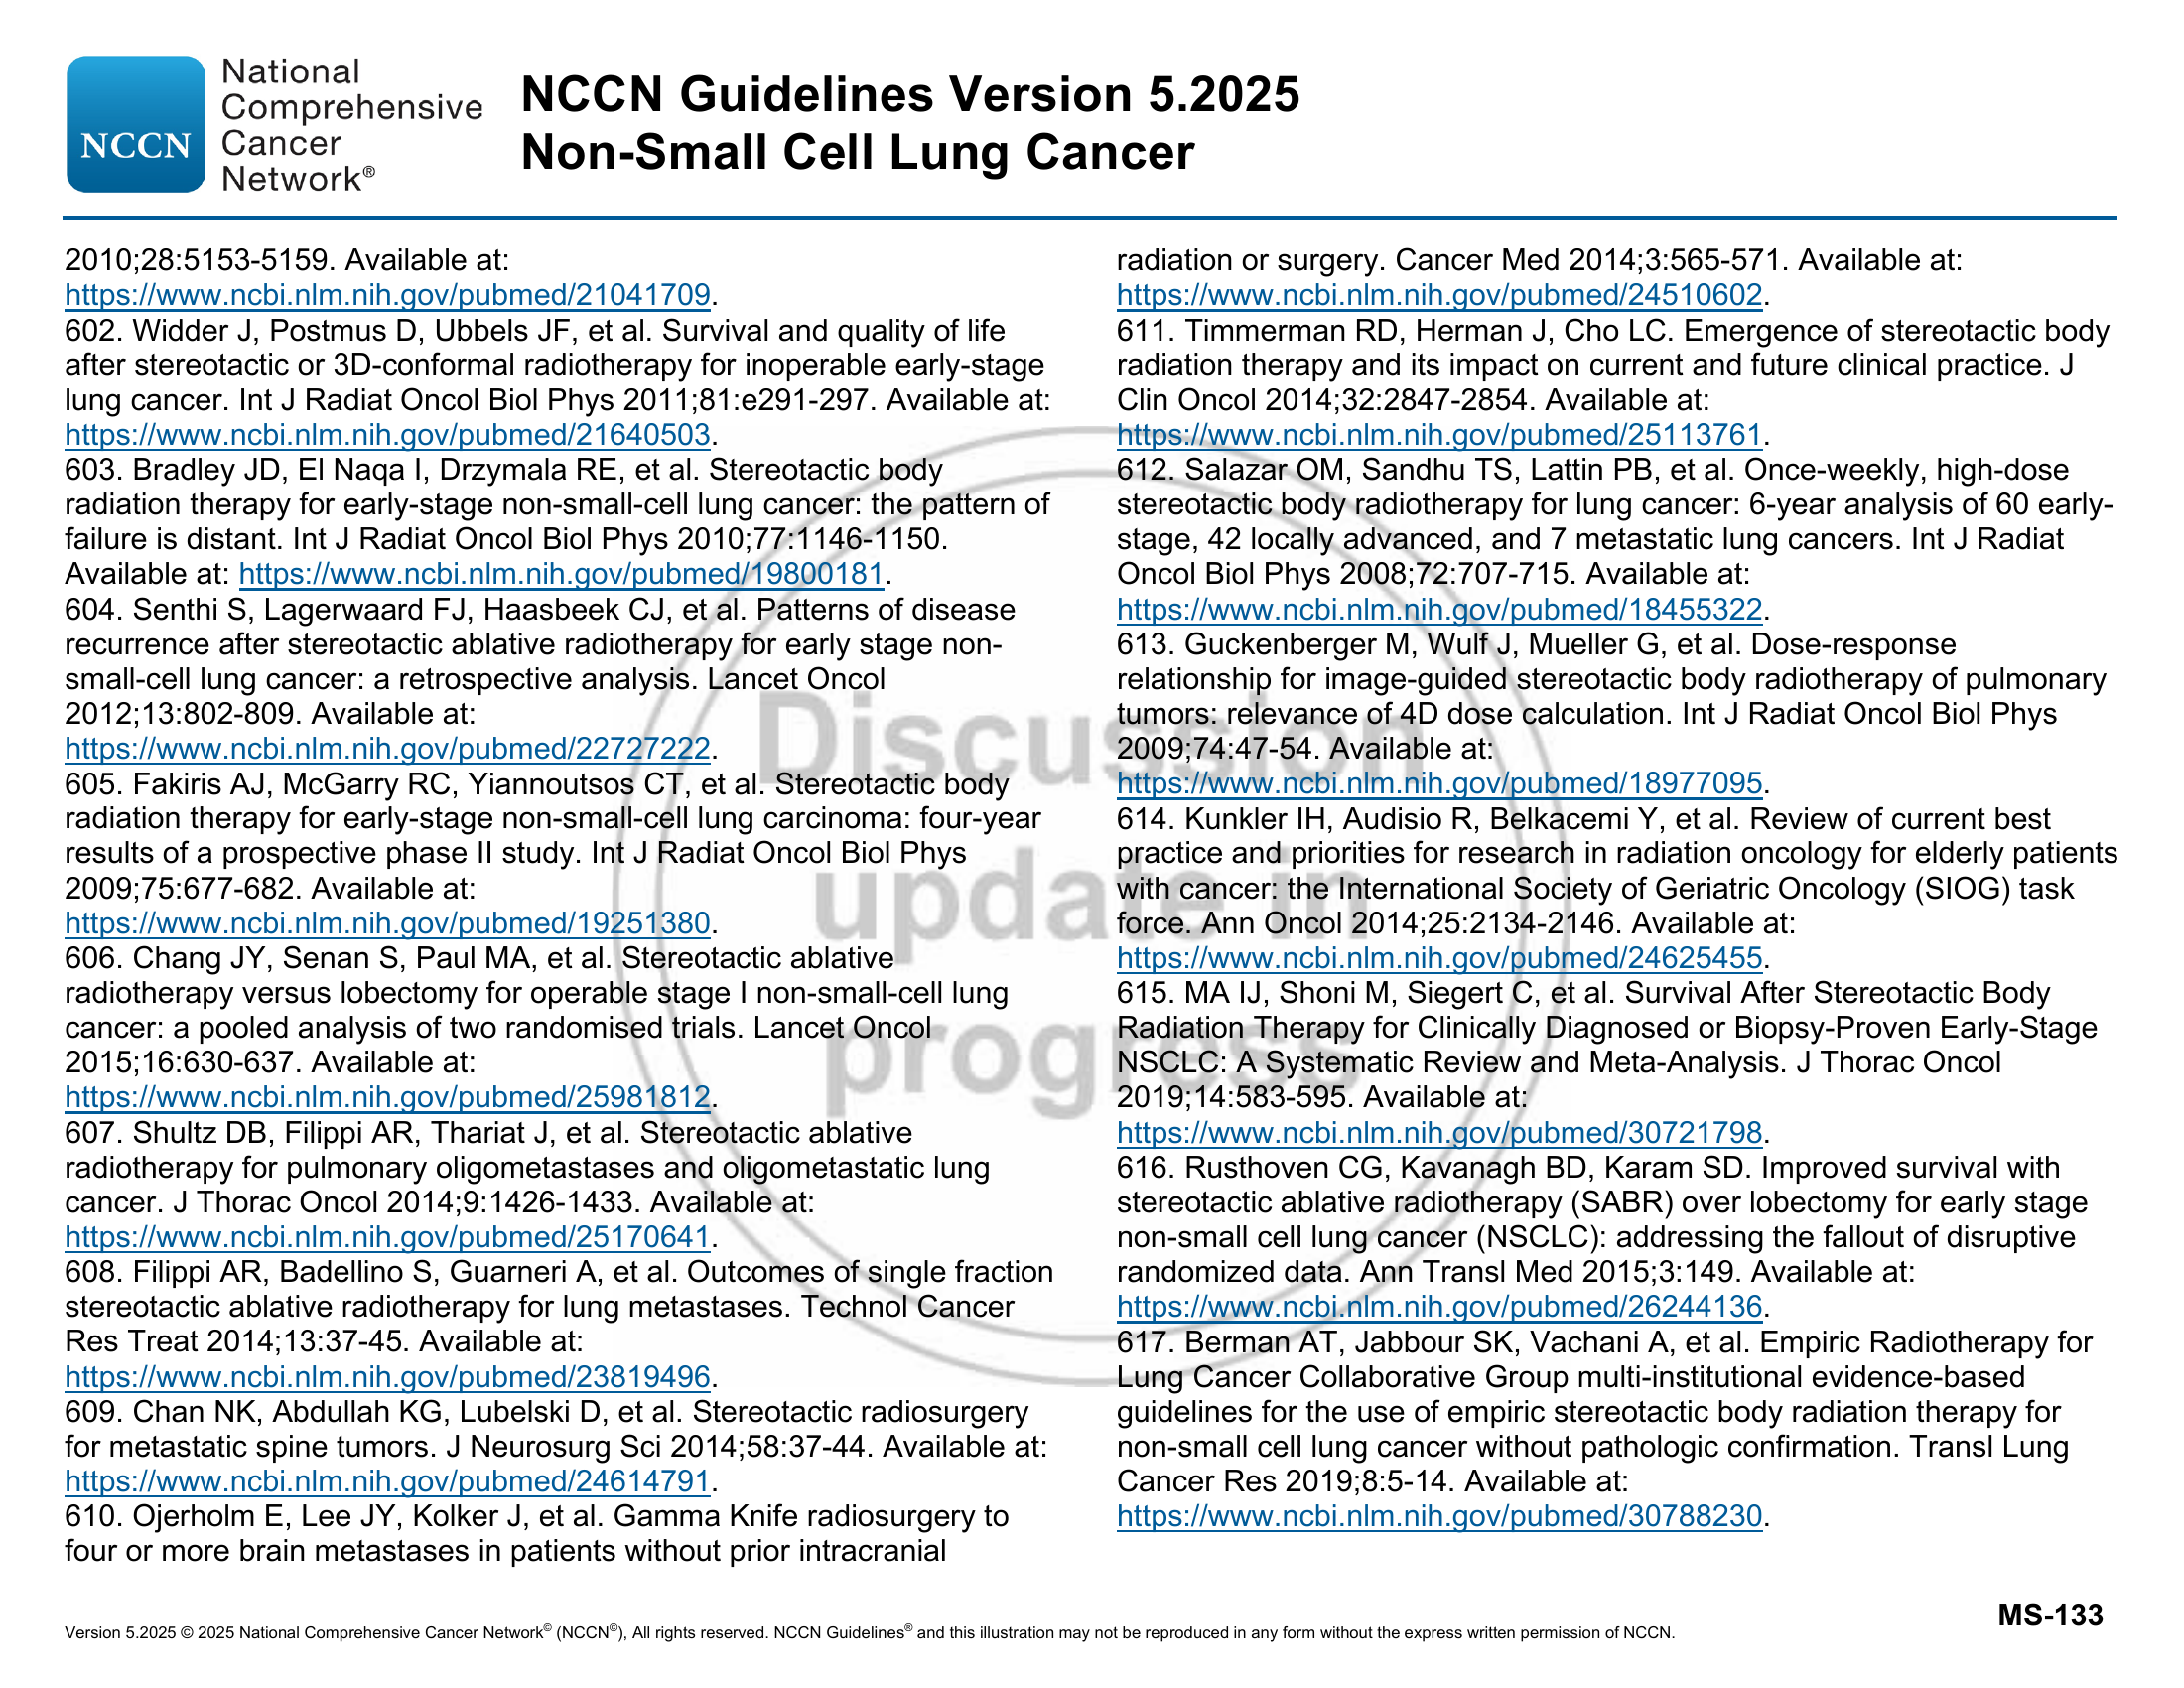 National
Comprehensive
Cancer
Network®
NCCN
NCCN Guidelines Version 5.2025
Non-Small Cell Lung Cancer
2010;28:5153-5159. Available at:
https://www.ncbi.nlm.nih.gov/pubmed/21041709.
602. Widder J, Postmus D, Ubbels JF, et al. Survival and quality of life
after stereotactic or 3D-conformal radiotherapy for inoperable early-stage
lung cancer. Int J Radiat Oncol Biol Phys 2011;81:e291-297. Available at:
https://www.ncbi.nlm.nih.gov/pubmed/21640503.
603. Bradley JD, El Naqa I, Drzymala RE, et al. Stereotactic body
radiation therapy for early-stage non-small-cell lung cancer: the pattern of
failure is distant. Int J Radiat Oncol Biol Phys 2010;77:1146-1150.
Available at: https://www.ncbi.nlm.nih.gov/pubmed/19800181.
604. Senthi S, Lagerwaard FJ, Haasbeek CJ, et al. Patterns of disease
recurrence after stereotactic ablative radiotherapy for early stage non-
small-cell lung cancer: a retrospective analysis. Lancet Oncol
2012;13:802-809. Available at:
https://www.ncbi.nlm.nih.gov/pubmed/22727222.
605. Fakiris AJ, McGarry RC, Yiannoutsos CT, et al. Stereotactic body
radiation therapy for early-stage non-small-cell lung carcinoma: four-year
results of a prospective phase II study. Int J Radiat Oncol Biol Phys
2009;75:677-682. Available at:
https://www.ncbi.nlm.nih.gov/pubmed/19251380.
606. Chang JY, Senan S, Paul MA, et al. Stereotactic ablative
radiotherapy versus lobectomy for operable stage I non-small-cell lung
cancer: a pooled analysis of two randomised trials. Lancet Oncol
2015;16:630-637. Available at:
https://www.ncbi.nlm.nih.gov/pubmed/25981812.
607. Shultz DB, Filippi AR, Thariat J, et al. Stereotactic ablative
radiotherapy for pulmonary oligometastases and oligometastatic lung
cancer. J Thorac Oncol 2014;9:1426-1433. Available at:
https://www.ncbi.nlm.nih.gov/pubmed/25170641.
608. Filippi AR, Badellino S, Guarneri A, et al. Outcomes of single fraction
stereotactic ablative radiotherapy for lung metastases. Technol Cancer
Res Treat 2014;13:37-45. Available at:
https://www.ncbi.nlm.nih.gov/pubmed/23819496.
609. Chan NK, Abdullah KG, Lubelski D, et al. Stereotactic radiosurgery
for metastatic spine tumors. J Neurosurg Sci 2014;58:37-44. Available at:
https://www.ncbi.nlm.nih.gov/pubmed/24614791.
610. Ojerholm E, Lee JY, Kolker J, et al. Gamma Knife radiosurgery to
four or more brain metastases in patients without prior intracranial
radiation or surgery. Cancer Med 2014;3:565-571. Available at:
https://www.ncbi.nlm.nih.gov/pubmed/24510602.
611. Timmerman RD, Herman J, Cho LC. Emergence of stereotactic body
radiation therapy and its impact on current and future clinical practice. J
Clin Oncol 2014;32:2847-2854. Available at:
https://www.ncbi.nlm.nih.gov/pubmed/25113761.
612. Salazar OM, Sandhu TS, Lattin PB, et al. Once-weekly, high-dose
stereotactic body radiotherapy for lung cancer: 6-year analysis of 60 early-
stage, 42 locally advanced, and 7 metastatic lung cancers. Int J Radiat
Oncol Biol Phys 2008;72:707-715. Available at:
https://www.ncbi.nlm.nih.gov/pubmed/18455322.
613. Guckenberger M, Wulf J, Mueller G, et al. Dose-response
relationship for image-guided stereotactic body radiotherapy of pulmonary
tumors: relevance of 4D dose calculation. Int J Radiat Oncol Biol Phys
2009;74:47-54. Available at:
https://www.ncbi.nlm.nih.gov/pubmed/18977095.
614. Kunkler IH, Audisio R, Belkacemi Y, et al. Review of current best
practice and priorities for research in radiation oncology for elderly patients
with cancer: the International Society of Geriatric Oncology (SIOG) task
force. Ann Oncol 2014;25:2134-2146. Available at:
https://www.ncbi.nlm.nih.gov/pubmed/24625455.
615. MA IJ, Shoni M, Siegert C, et al. Survival After Stereotactic Body
Radiation Therapy for Clinically Diagnosed or Biopsy-Proven Early-Stage
NSCLC: A Systematic Review and Meta-Analysis. J Thorac Oncol
2019;14:583-595. Available at:
https://www.ncbi.nlm.nih.gov/pubmed/30721798.
616. Rusthoven CG, Kavanagh BD, Karam SD. Improved survival with
stereotactic ablative radiotherapy (SABR) over lobectomy for early stage
non-small cell lung cancer (NSCLC): addressing the fallout of disruptive
randomized data. Ann Transl Med 2015;3:149. Available at:
https://www.ncbi.nlm.nih.gov/pubmed/26244136.
617. Berman AT, Jabbour SK, Vachani A, et al. Empiric Radiotherapy for
Lung Cancer Collaborative Group multi-institutional evidence-based
guidelines for the use of empiric stereotactic body radiation therapy for
non-small cell lung cancer without pathologic confirmation. Transl Lung
Cancer Res 2019;8:5-14. Available at:
https://www.ncbi.nlm.nih.gov/pubmed/30788230.
Discussion
update in
progress
MS-133
Version 5.2025 © 2025 National Comprehensive Cancer Network© (NCCN©), All rights reserved. NCCN Guidelines® and this illustration may not be reproduced in any form without the express written permission of NCCN.